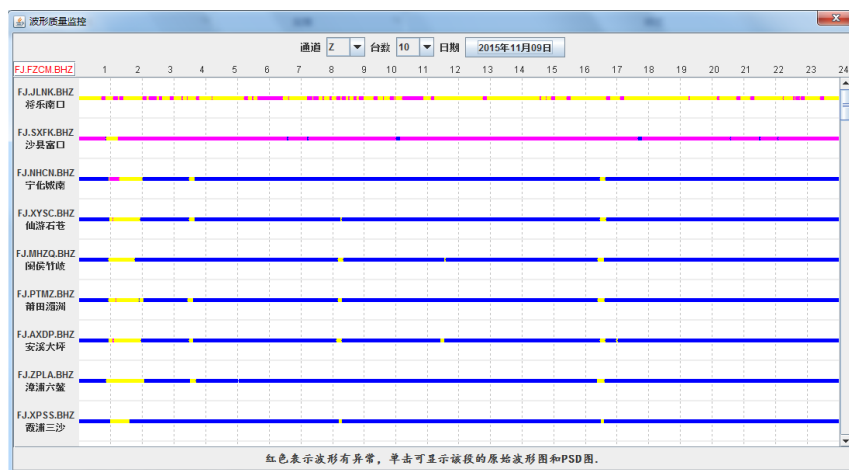 波形质量监控
通道 Z 台数 10 日期 2015年11月09日
FJ.FZCM.BHZ 1 2 3 4 5 6 7 8 9 10 11 12 13 14 15 16 17 18 19 20 21 22 23 24
FJ.JLNK.BHZ
将乐南口
FJ.SXFK.BHZ
沙县富口
FJ.NHCN.BHZ
宁化城南
FJ.XYSC.BHZ
仙游石苍
FJ.MHZQ.BHZ
闽侯竹岐
FJ.PTMZ.BHZ
莆田湄洲
FJ.AXDP.BHZ
安溪大坪
FJ.ZPLA.BHZ
漳浦六鳌
FJ.XPSS.BHZ
霞浦三沙
红色表示波形有异常，单击可显示该段的原始波形图和PSD图.